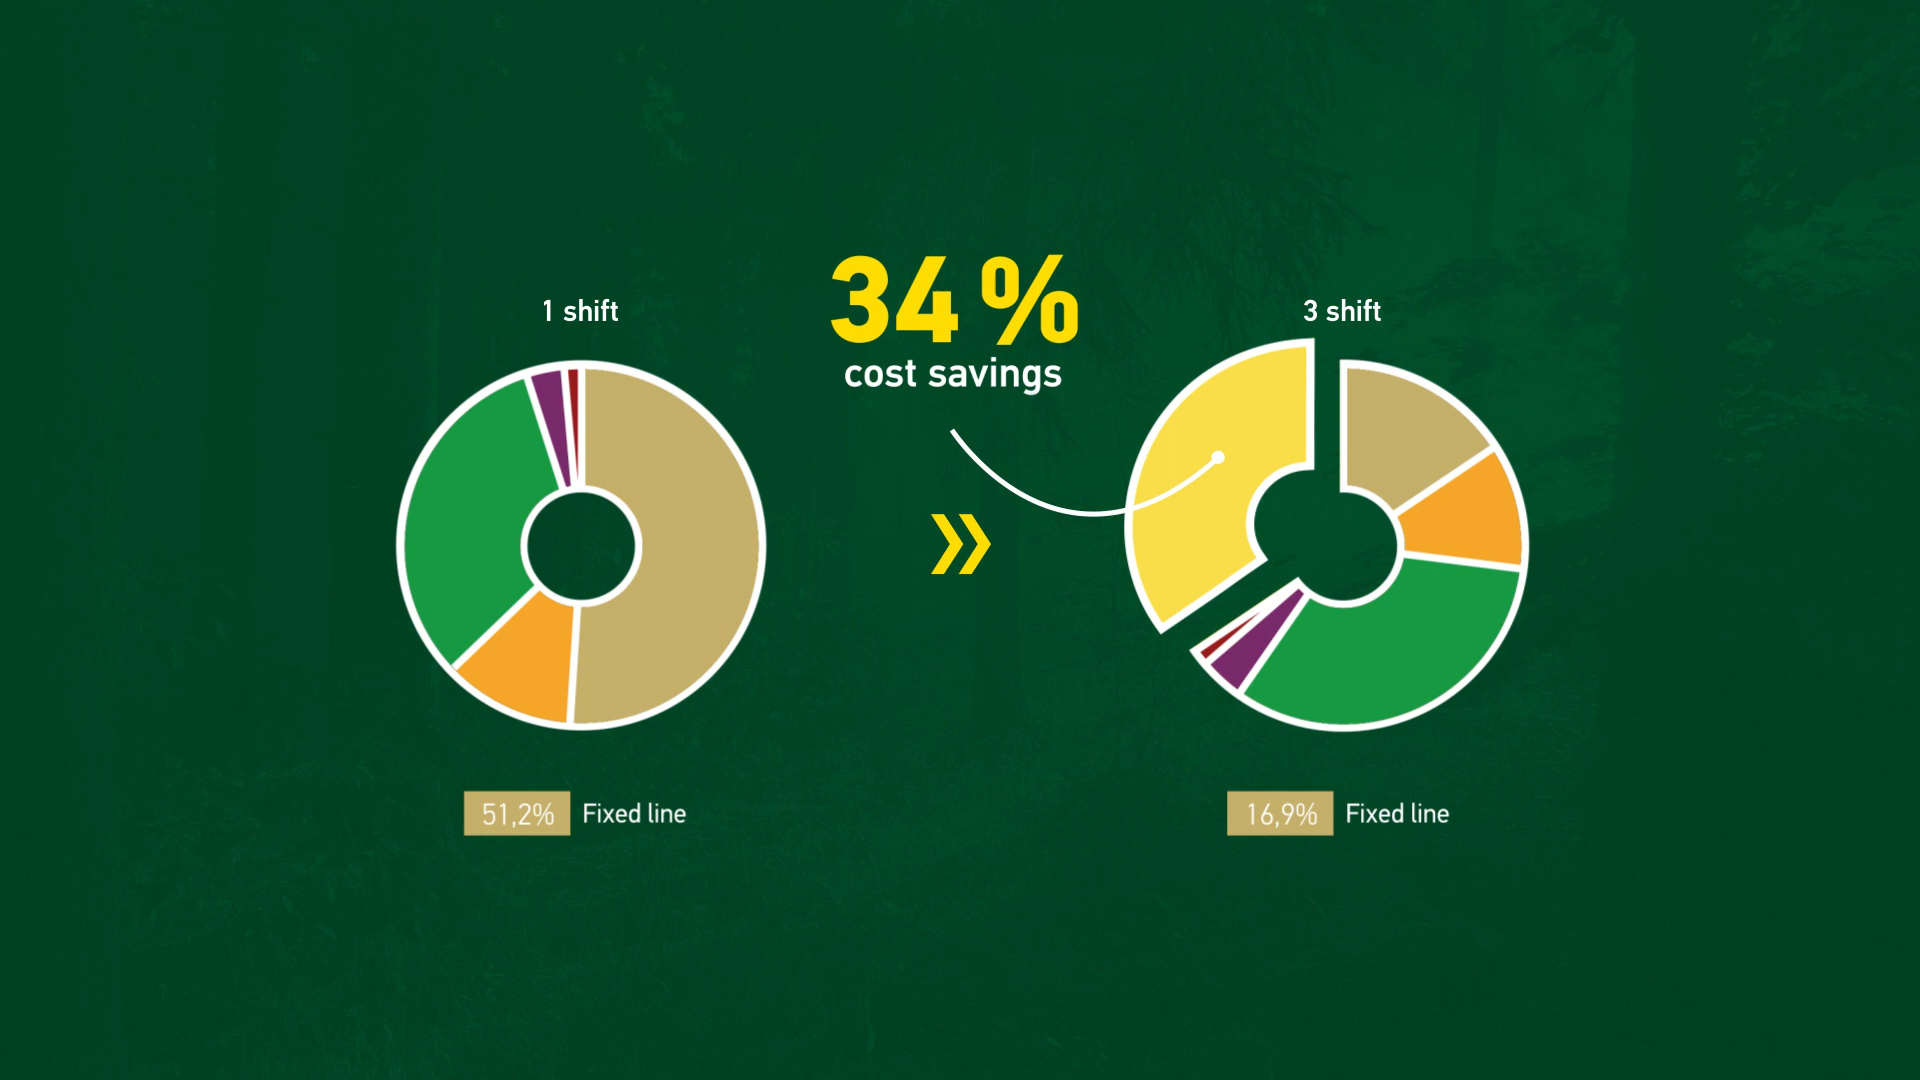 34 %
cost savings
1 shift
3 shift
51,2% Fixed line
16,9% Fixed line